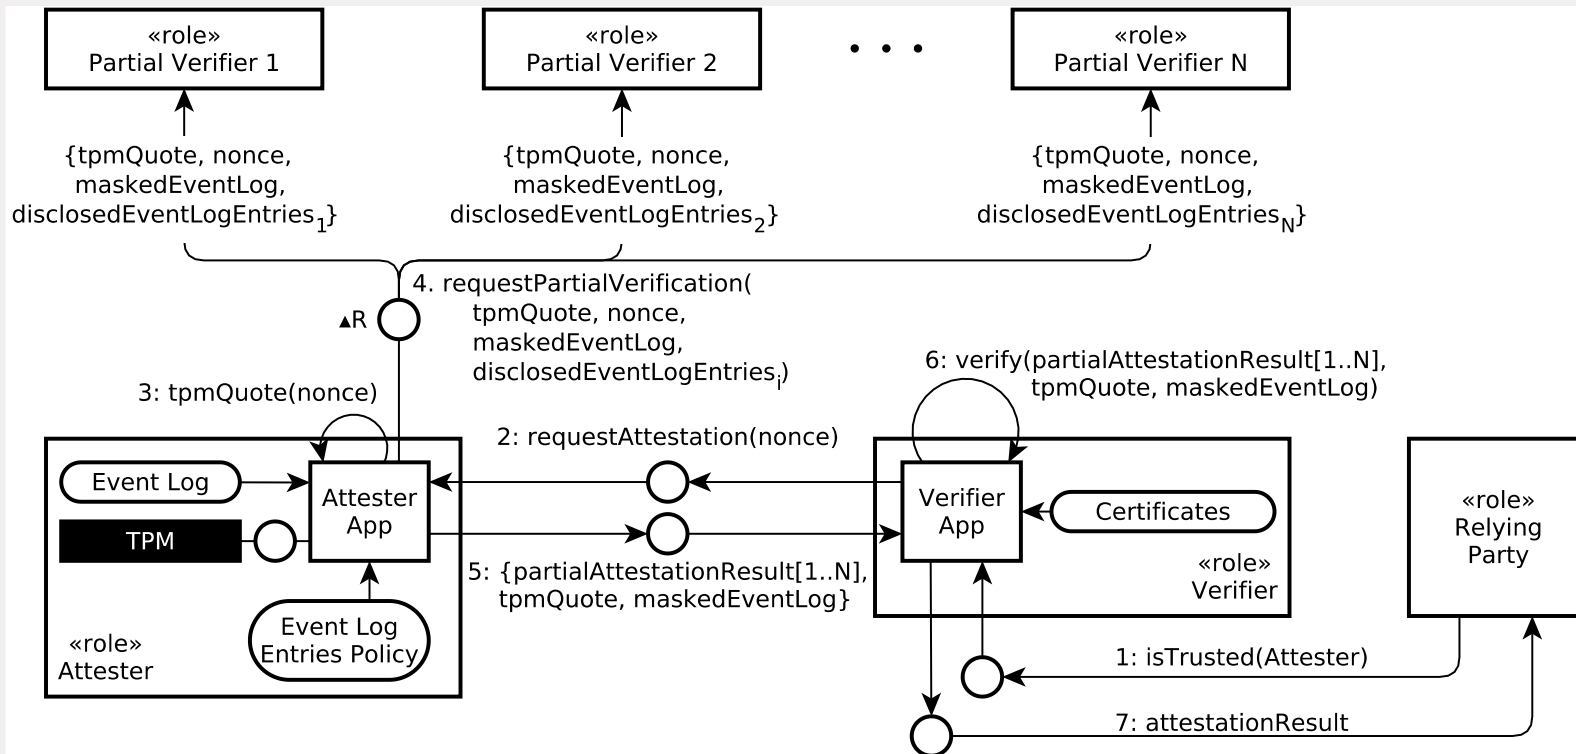 «role»
Partial Verifier 1
«role»
Partial Verifier 2
• • •
«role»
Partial Verifier N
{tpmQuote, nonce,
maskedEventLog,
disclosedEventLogEntries1}
{tpmQuote, nonce,
maskedEventLog,
disclosedEventLogEntries2}
{tpmQuote, nonce,
maskedEventLog,
disclosedEventLogEntriesN}
4. requestPartialVerification(
tpmQuote, nonce,
maskedEventLog,
disclosedEventLogEntriesi)
▲R
3: tpmQuote(nonce)
6: verify(partialAttestationResult[1..N],
tpmQuote, maskedEventLog)
2: requestAttestation(nonce)
Event Log
TPM
Attester
App
Event Log
Entries Policy
«role»
Attester
5: {partialAttestationResult[1..N],
tpmQuote, maskedEventLog}
Verifier
App
Certificates
«role»
Verifier
«role»
Relying
Party
1: isTrusted(Attester)
7: attestationResult